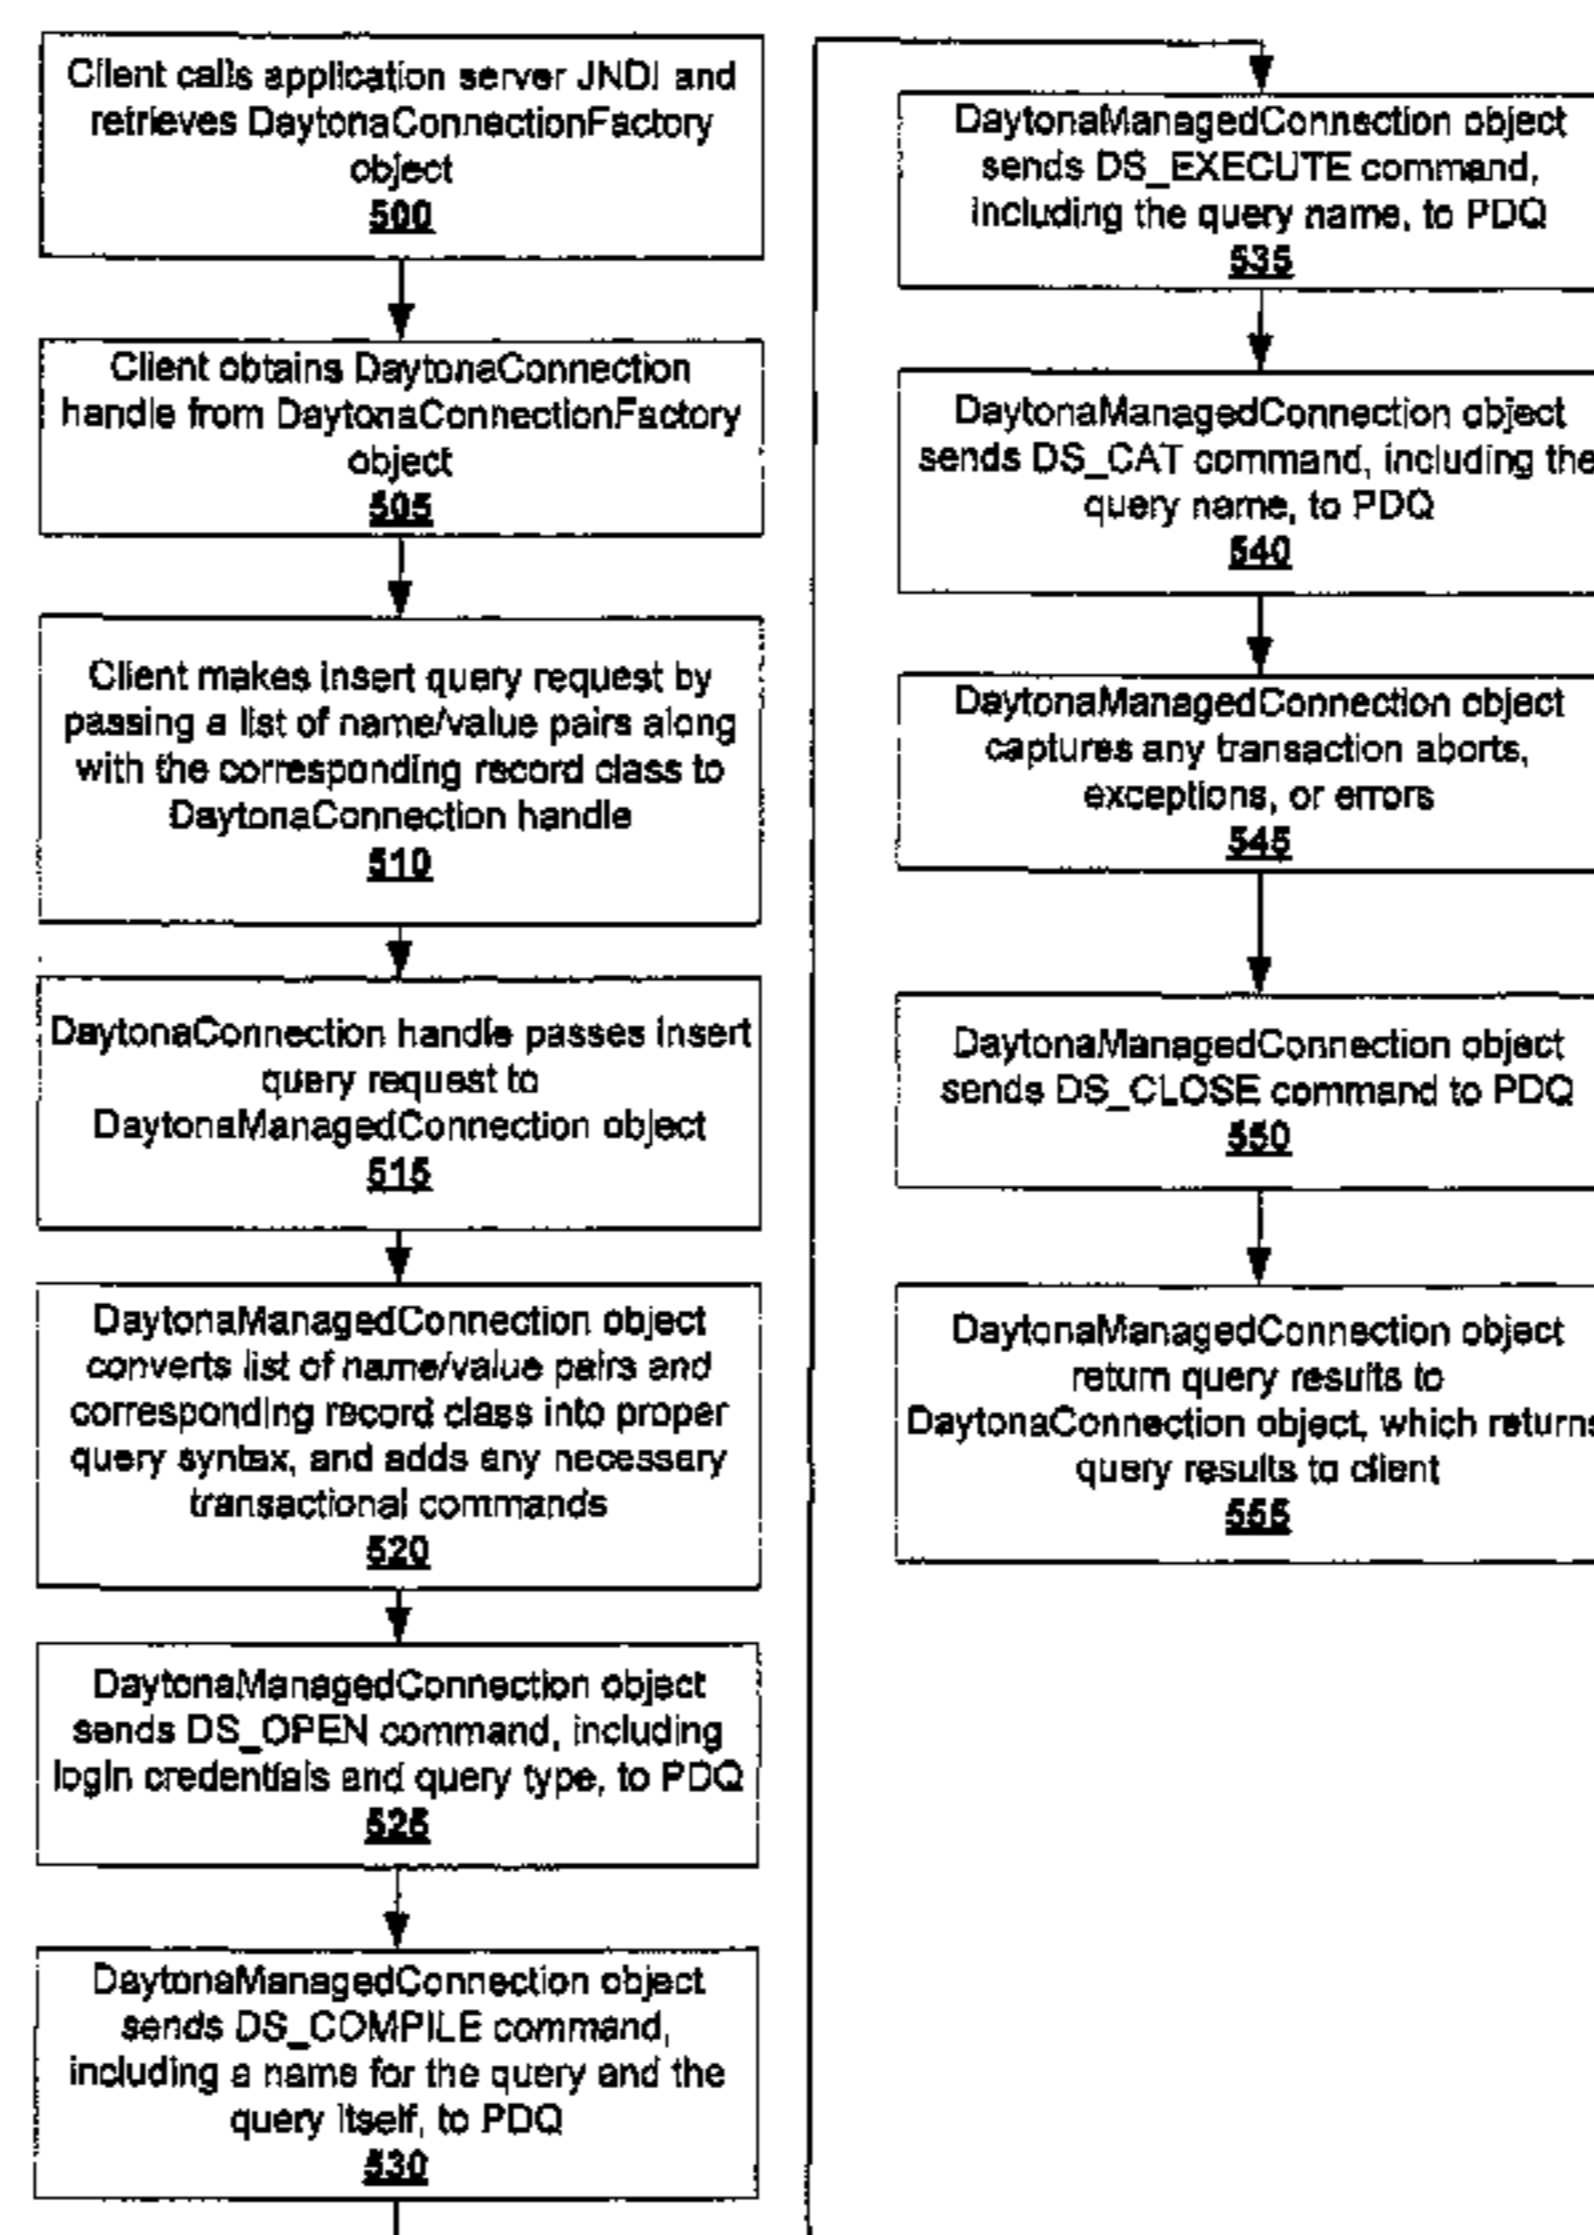 Client calls application server JNDI and
retrieves DaytonaConnectionFactory
object
500
Client obtains DaytonaConnection
handle from DaytonaConnectionFactory
object
505
Client makes insert query request by
passing a list of name/value pairs along
with the corresponding record class to
DaytonaConnection handle
510
DaytonaConnection handle passes insert
query request to
DaytonaManagedConnection object
515
DaytonaManagedConnection object
converts list of name/value pairs and
corresponding record class into proper
query syntax, and adds any necessary
transactional commands
520
DaytonaManagedConnection object
sends DS_OPEN command, including
login credentials and query type, to PDQ
525
DaytonaManagedConnection object
sends DS_COMPILE command,
including a name for the query and the
query itself, to PDQ
530
DaytonaManagedConnection object
sends DS_EXECUTE command,
including the query name, to PDQ
535
DaytonaManagedConnection object
sends DS_CAT command, including the
query name, to PDQ
540
DaytonaManagedConnection object
captures any transaction aborts,
exceptions, or errors
545
DaytonaManagedConnection object
sends DS_CLOSE command to PDQ
550
DaytonaManagedConnection object
return query results to
DaytonaConnection object, which returns
query results to client
555